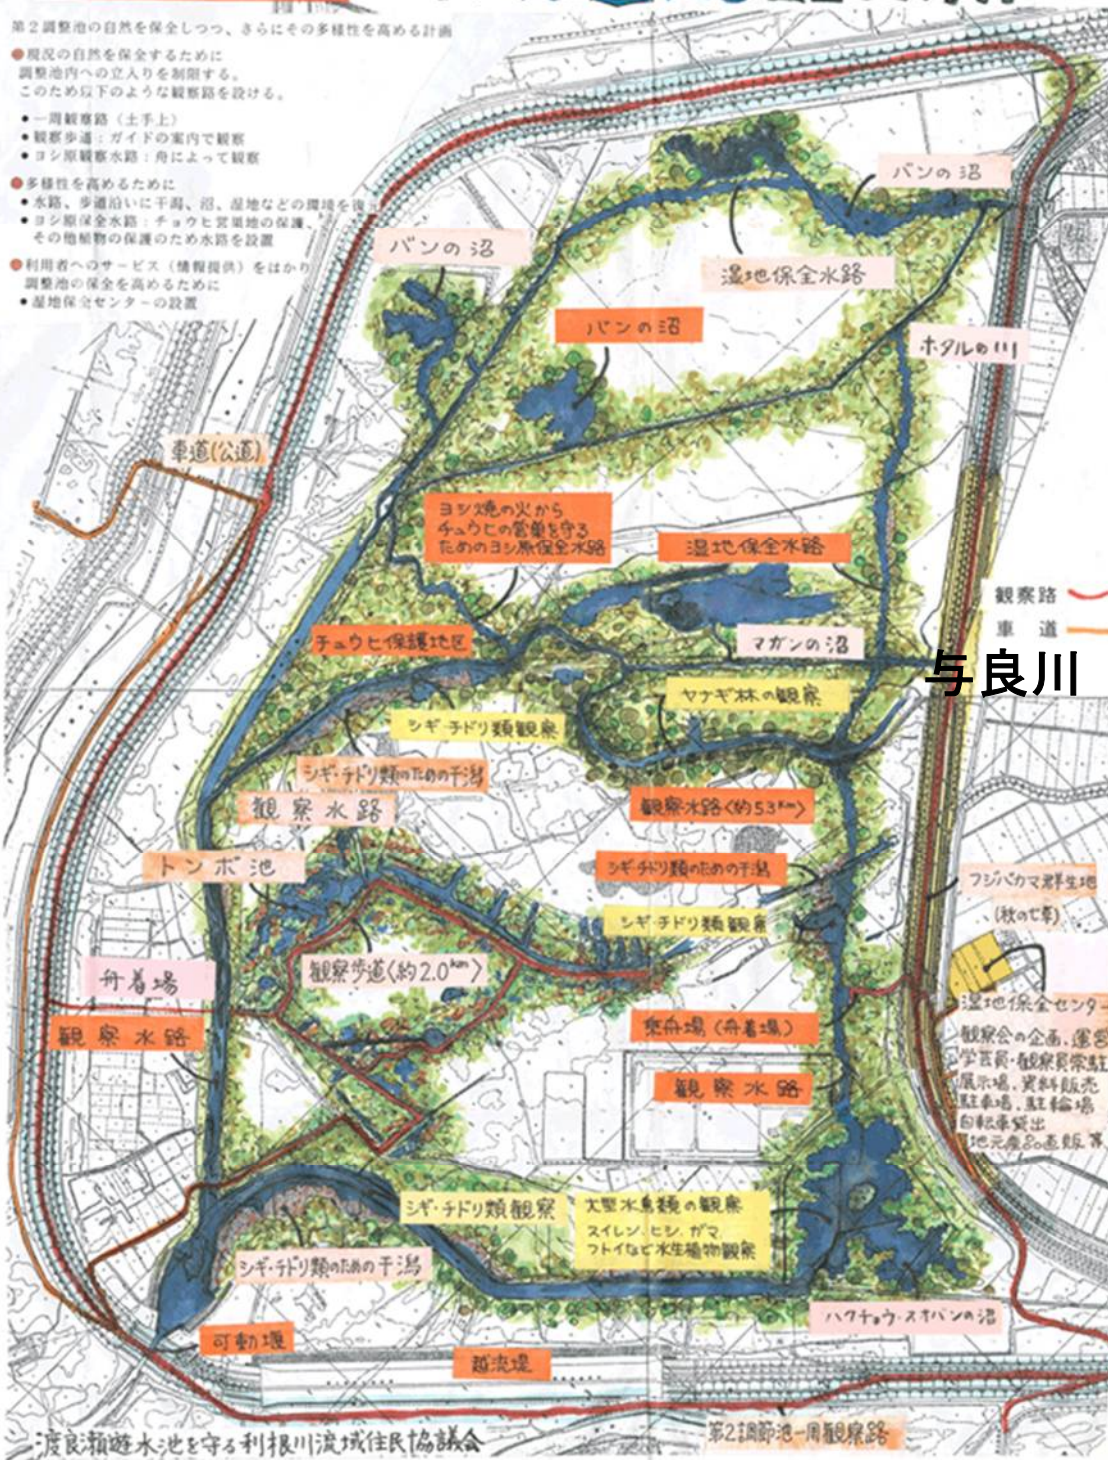 第2調整池の自然を保全しつつ、さらにその多様性を高める計画
●現況の自然を保全するために
調整池内への立入りを制限する。
このため以下のような観察路を設ける。
●一周観察路(土手上)
●観察歩道:ガイドの案内で観察
●ヨシ原観察水路:舟によって観察
●多様性を高めるために
●水路、歩道沿いに干潟、沼、湿地などの環境を復元
●ヨシ原保全水路:チョウヒ営巣地の保護、
その他植物の保護のため水路を設置
●利用者へのサービス(情報提供)をはかり
調整池の保全を高めるために
●湿地保全センターの設置
バンの沼
バンの沼
湿地保全水路
バンの沼
ホタルの川
車道(公道)
ヨシ焼の火から
チュウヒの営巣を守る
ためのヨシ原保全水路
湿地保全水路
観察路
車道
チュウヒ保護地区
マガンの沼
与良川
ヤナギ林の観察
シギ・チドリ類観察
シギ・チドリ類のための干潟
観察水路
観察水路〈約5.3km〉
トンボ池
シギ・チドリ類のための干潟
フジバカマ群生地
(秋の七草)
シギ・チドリ類観察
観察歩道〈約2.0km〉
舟着場
湿地保全センター
観察水路
乗舟場(舟着場)
観察会の企画、運営
学芸員・観察員常駐
展示場、資料販売
駐車場、駐輪場
自転車貸出
地元産品直販、等
観察水路
シギ・チドリ類観察
大型水鳥類の観察
スイレン、ヒシ、ガマ
フトイなど水生植物観察
シギ・チドリ類のための干潟
ハクチョウ・スオバンの沼
可動堰
越流堤
第2調節池一周観察路
渡良瀬遊水池を守る利根川流域住民協議会